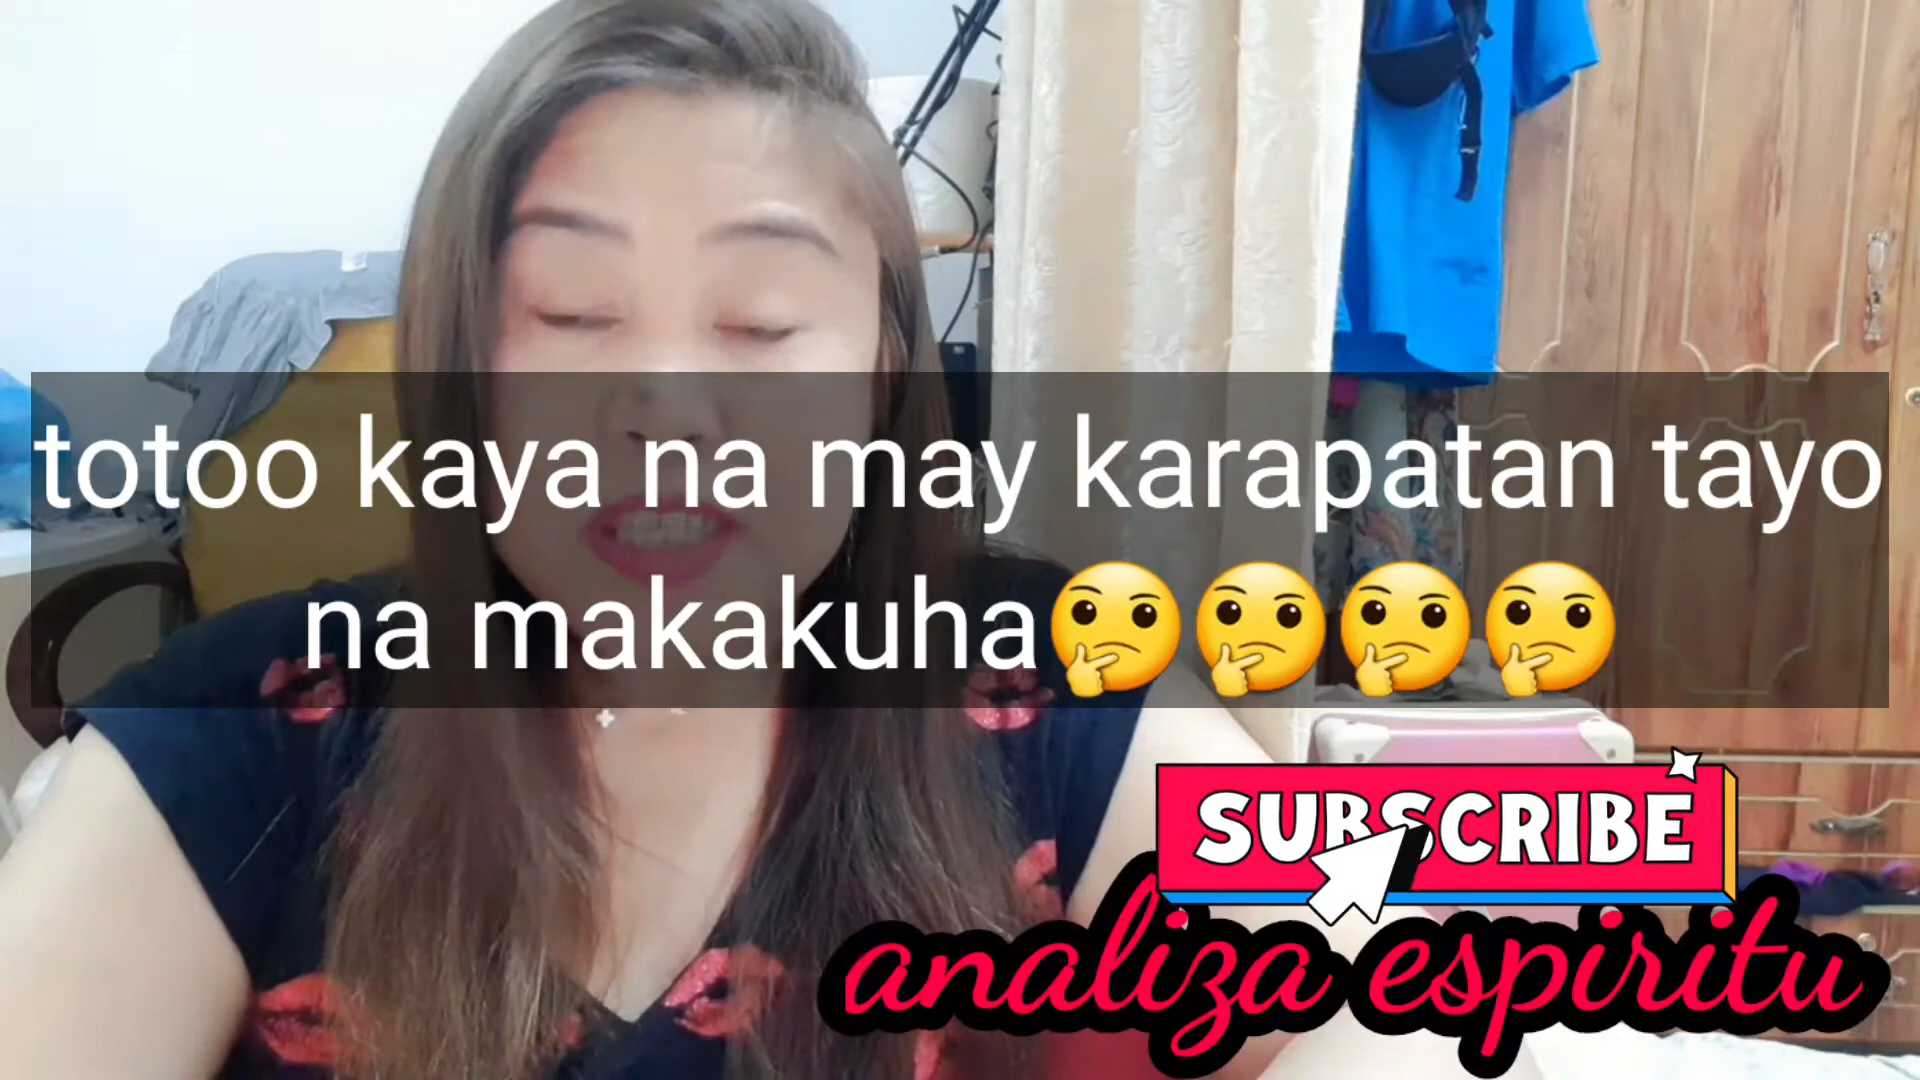 totoo kaya na may karapatan tayo
na makakuha🤔🤔🤔🤔
SUBSCRIBE
analiza espiritu